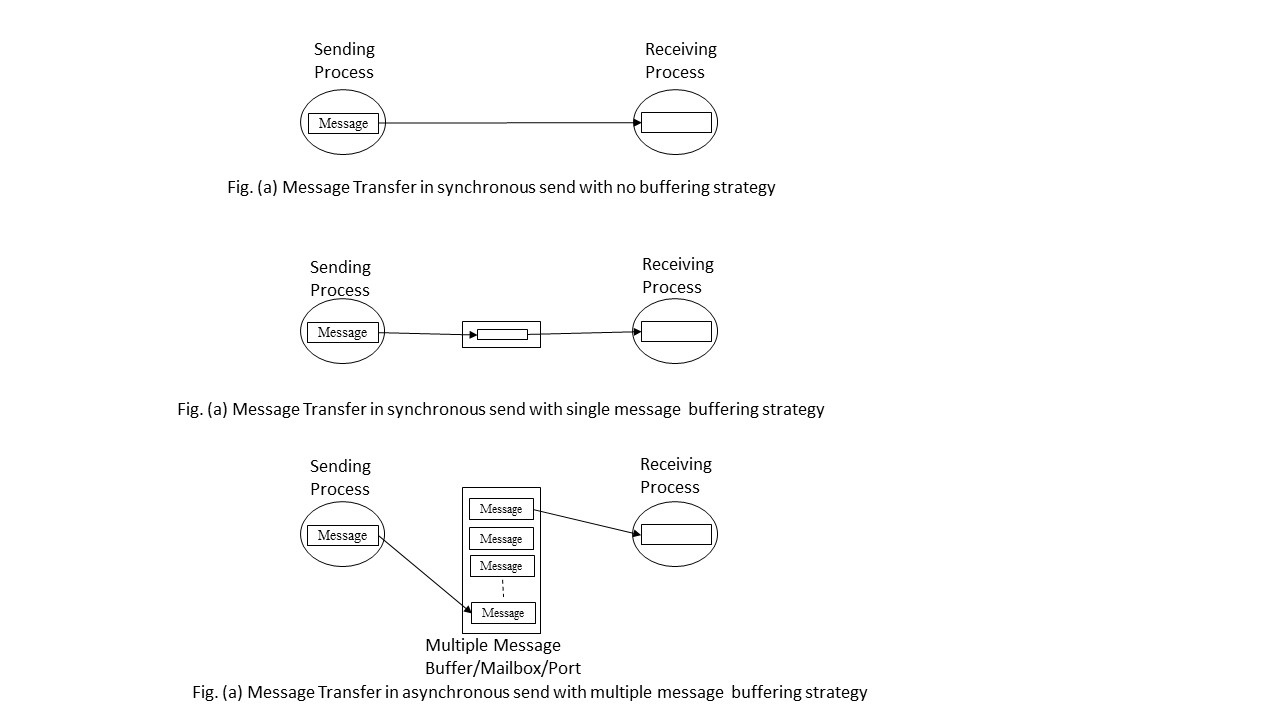 Sending
Process
Receiving
Process
Message
Fig. (a) Message Transfer in synchronous send with no buffering strategy
Sending
Process
Receiving
Process
Message
Fig. (a) Message Transfer in synchronous send with single message buffering strategy
Sending
Process
Receiving
Process
Message
Message
Message
Message
Message
Multiple Message
Buffer/Mailbox/Port
Fig. (a) Message Transfer in asynchronous send with multiple message buffering strategy